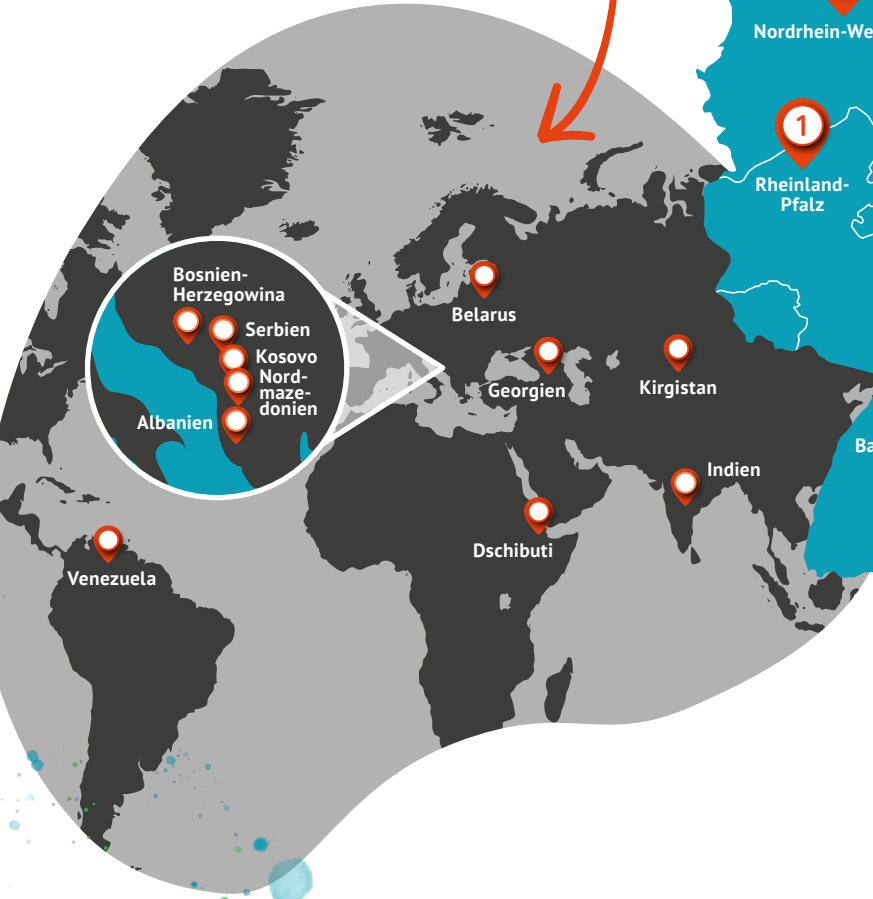 Nordrhein-We
1
Rheinland-
Pfalz
Bosnien-
Herzegowina
Serbien
Kosovo
Nord-
maze-
donien
Albanien
Belarus
Georgien
Kirgistan
Ba
Indien
Dschibuti
Venezuela